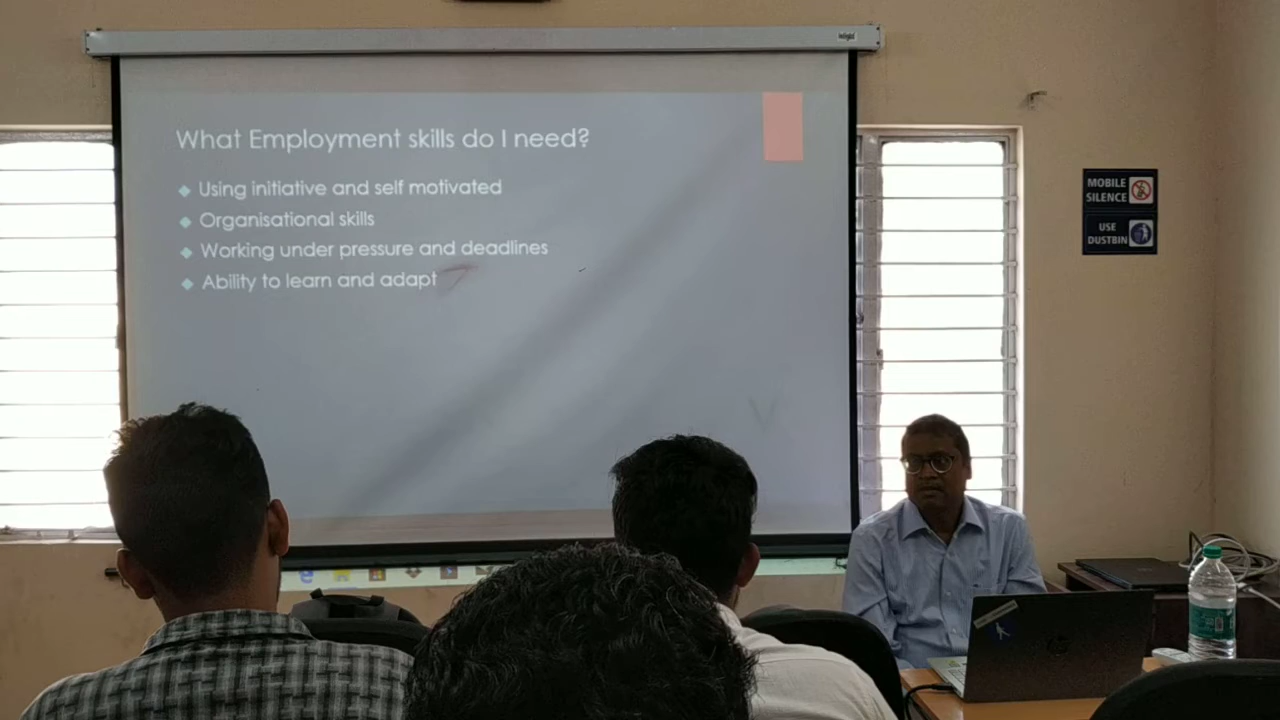 What Employment skills do I need?
Using initiative and self motivated
Organisational skills
Working under pressure and deadlines
Ability to learn and adapt
MOBILE
SILENCE
USE
DUSTBIN